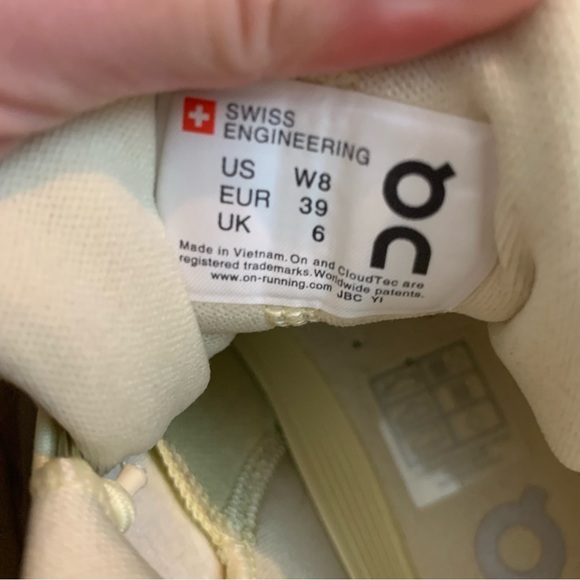 SWISS
ENGINEERING
US W8
EUR 39
UK 6
Made in Vietnam. On and CloudTec are
registered trademarks. Worldwide patents.
www.on-running.com JBC YI